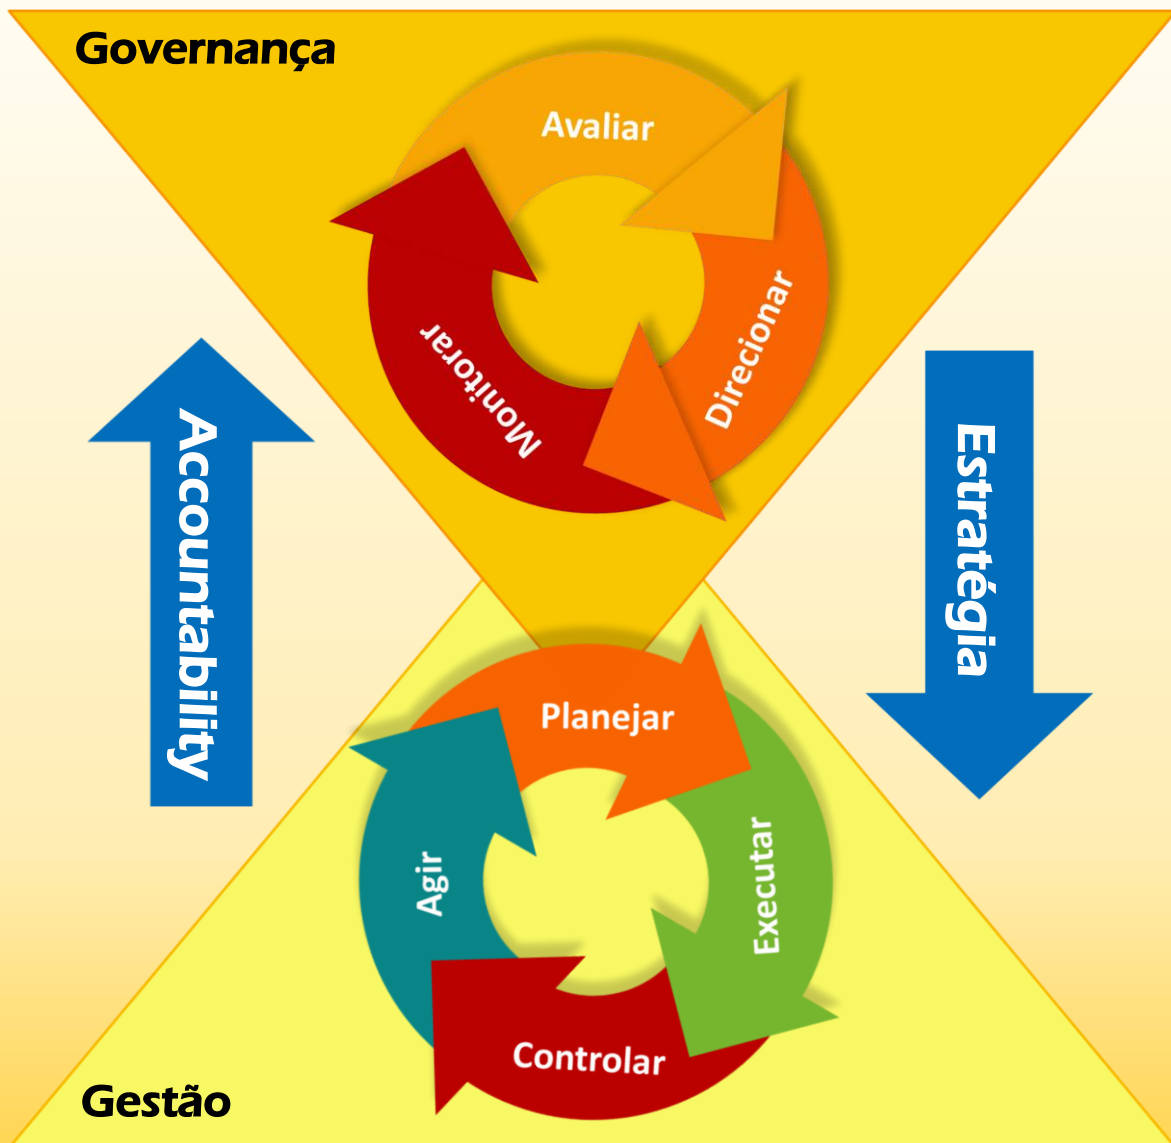 Governança
Avaliar
Direcionar
Monitorar
Accountability
Estratégia
Planejar
Executar
Controlar
Agir
Gestão